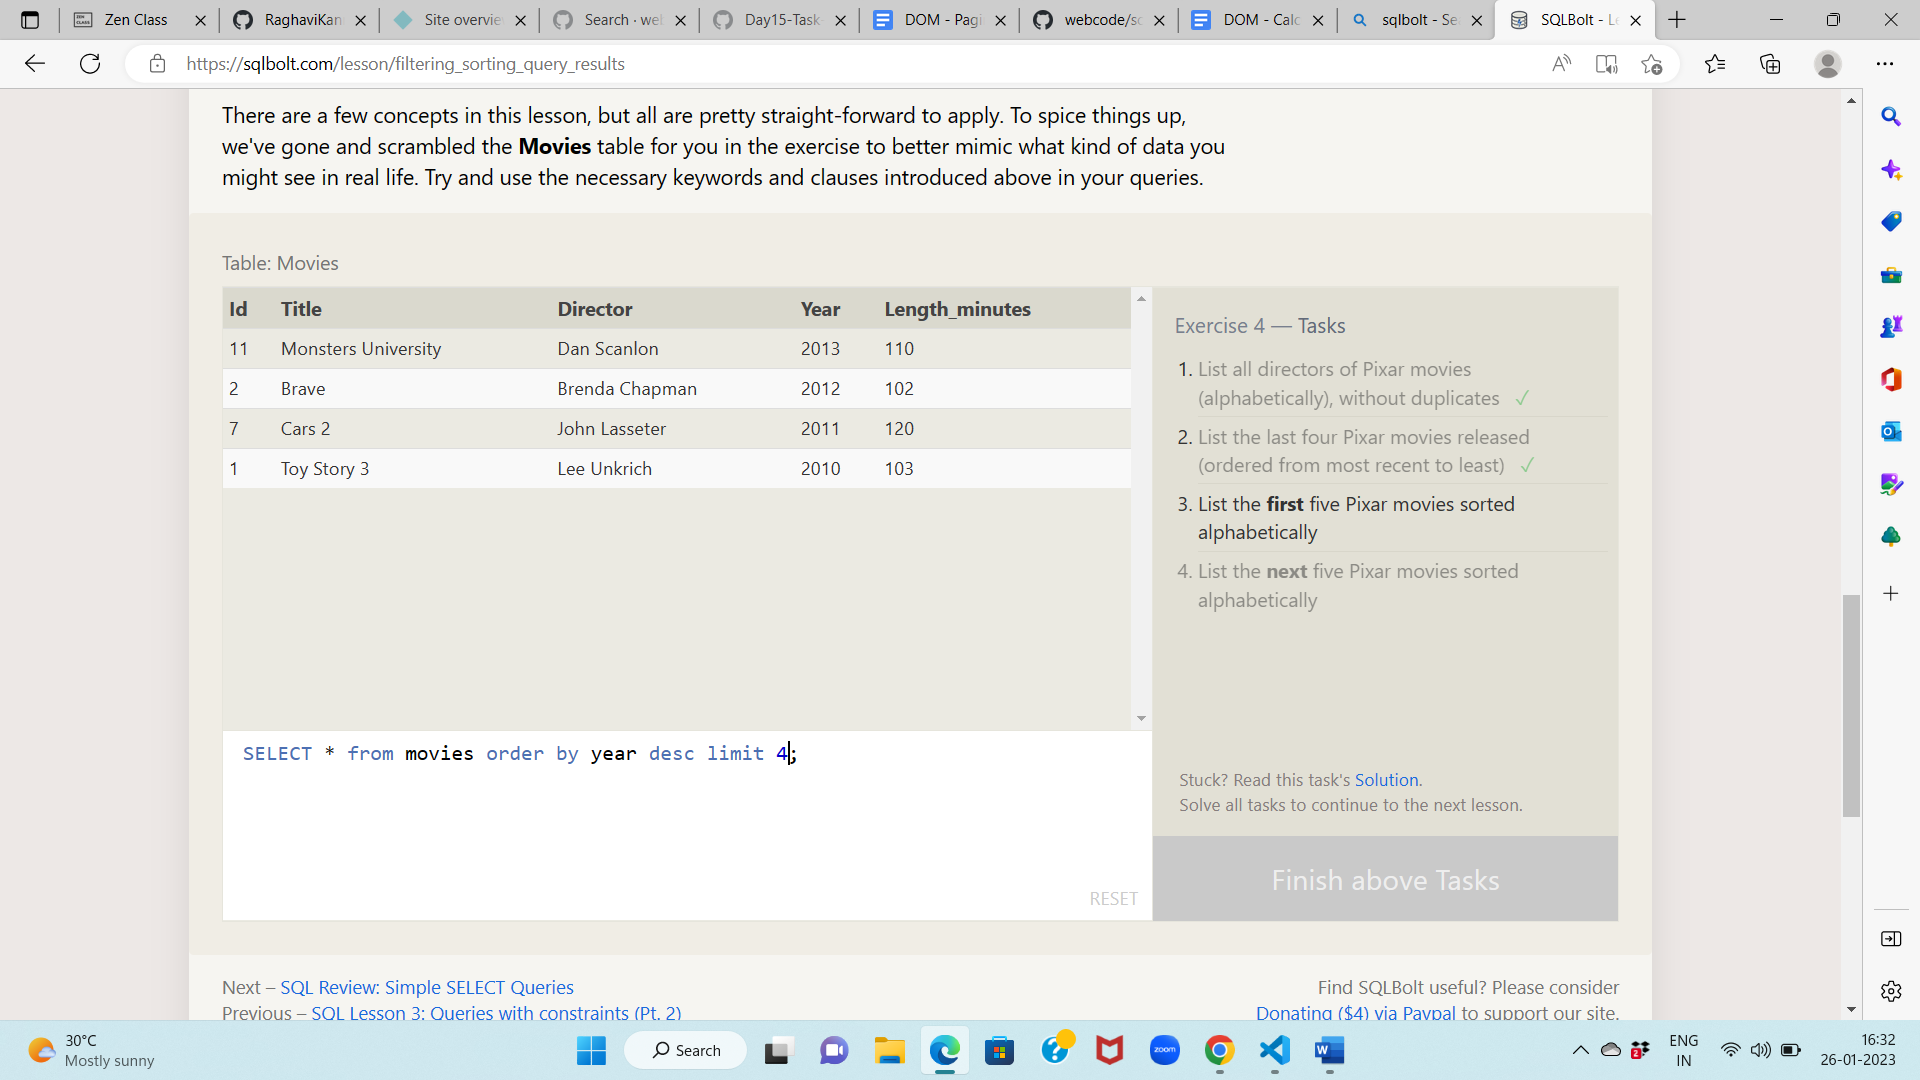 Zen Class
RaghaviKan
Site overvie
Search · we
Day15-Task
DOM - Pagi
webcode/sc
DOM - Calc
sqlbolt - Se
SQLBolt - Le
https://sqlbolt.com/lesson/filtering_sorting_query_results
There are a few concepts in this lesson, but all are pretty straight-forward to apply. To spice things up,
we've gone and scrambled the Movies table for you in the exercise to better mimic what kind of data you
might see in real life. Try and use the necessary keywords and clauses introduced above in your queries.
Table: Movies
Id Title Director Year Length_minutes
11 Monsters University Dan Scanlon 2013 110
2 Brave Brenda Chapman 2012 102
7 Cars 2 John Lasseter 2011 120
1 Toy Story 3 Lee Unkrich 2010 103
SELECT * from movies order by year desc limit 4;
RESET
Exercise 4 — Tasks
1. List all directors of Pixar movies
(alphabetically), without duplicates ✓
2. List the last four Pixar movies released
(ordered from most recent to least) ✓
3. List the first five Pixar movies sorted
alphabetically
4. List the next five Pixar movies sorted
alphabetically
Stuck? Read this task's Solution.
Solve all tasks to continue to the next lesson.
Finish above Tasks
Next – SQL Review: Simple SELECT Queries
Previous – SQL Lesson 3: Queries with constraints (Pt. 2)
Find SQLBolt useful? Please consider
Donating ($4) via Paypal to support our site.
30°C
Mostly sunny
Search
zoom
2
ENG
IN
16:32
26-01-2023